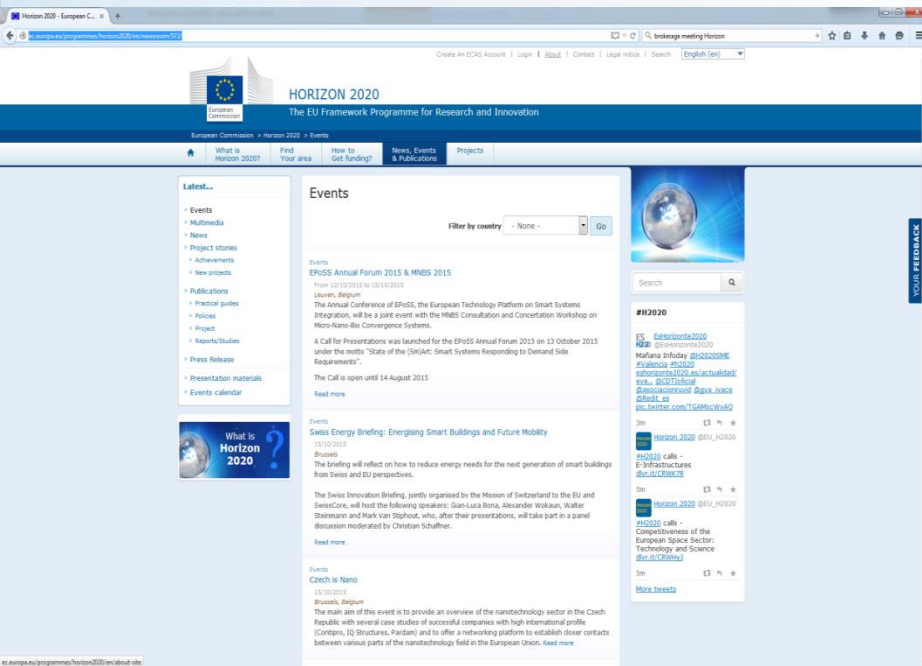 Horizon 2020 - European C...
ec.europa.eu/programmes/horizon2020/en/newsroom/573/
brokerage meeting Horizon
Create An ECAS Account | Login | About | Contact | Legal notice | Search English (en)
European
Commission
HORIZON 2020
The EU Framework Programme for Research and Innovation
European Commission > Horizon 2020 > Events
What is
Horizon 2020?
Find
Your area
How to
Get funding?
News, Events
& Publications
Projects
Latest...
Events
Multimedia
News
Project stories
Achievements
New projects
Publications
Practical guides
Policies
Project
Reports/Studies
Press Release
Presentation materials
Events calendar
What is
Horizon
2020
?
Events
Filter by country - None - Go
Events
EPoSS Annual Forum 2015 & MNBS 2015
From 12/10/2015 to 15/10/2015
Leuven, Belgium
The Annual Conference of EPoSS, the European Technology Platform on Smart Systems
Integration, will be a joint event with the MNBS Consultation and Concertation Workshop on
Micro-Nano-Bio Convergence Systems.
A Call for Presentations was launched for the EPoSS Annual Forum 2015 on 13 October 2015
under the motto "State of the (Sm)Art: Smart Systems Responding to Demand Side
Requirements".
The Call is open until 14 August 2015
Read more
Events
Swiss Energy Briefing: Energising Smart Buildings and Future Mobility
15/10/2015
Brussels
The briefing will reflect on how to reduce energy needs for the next generation of smart buildings
from Swiss and EU perspectives.
The Swiss Innovation Briefing, jointly organised by the Mission of Switzerland to the EU and
SwissCore, will host the following speakers: Gian-Luca Bona, Alexander Wokaun, Walter
Steinmann and Mark Van Stiphout, who, after their presentations, will take part in a panel
discussion moderated by Christian Schaffner.
Read more
Events
Czech is Nano
15/10/2015
Brussels, Belgium
The main aim of this event is to provide an overview of the nanotechnology sector in the Czech
Republic with several case studies of successful companies with high international profile
(Contipro, IQ Structures, Pardam) and to offer a networking platform to establish closer contacts
between various parts of the nanotechnology field in the European Union. Read more
Search
#H2020
EsHorizonte2020
@EsHorizonte2020
Mañana Infoday @H2020SME
#Valencia #h2020
eshorizonte2020.es/actualidad/
eve... @CDTIoficial
@asociacionruvid @gva_ivace
@Redit_es
pic.twitter.com/TGAMxcWvAO
3m
Horizon 2020 @EU_H2020
#H2020 calls -
E-Infrastructures
dlvr.it/CRWK7R
5m
Horizon 2020 @EU_H2020
#H2020 calls -
Competitiveness of the
European Space Sector:
Technology and Science
dlvr.it/CRWHyJ
5m
More tweets
YOUR FEEDBACK
ec.europa.eu/programmes/horizon2020/en/about-site